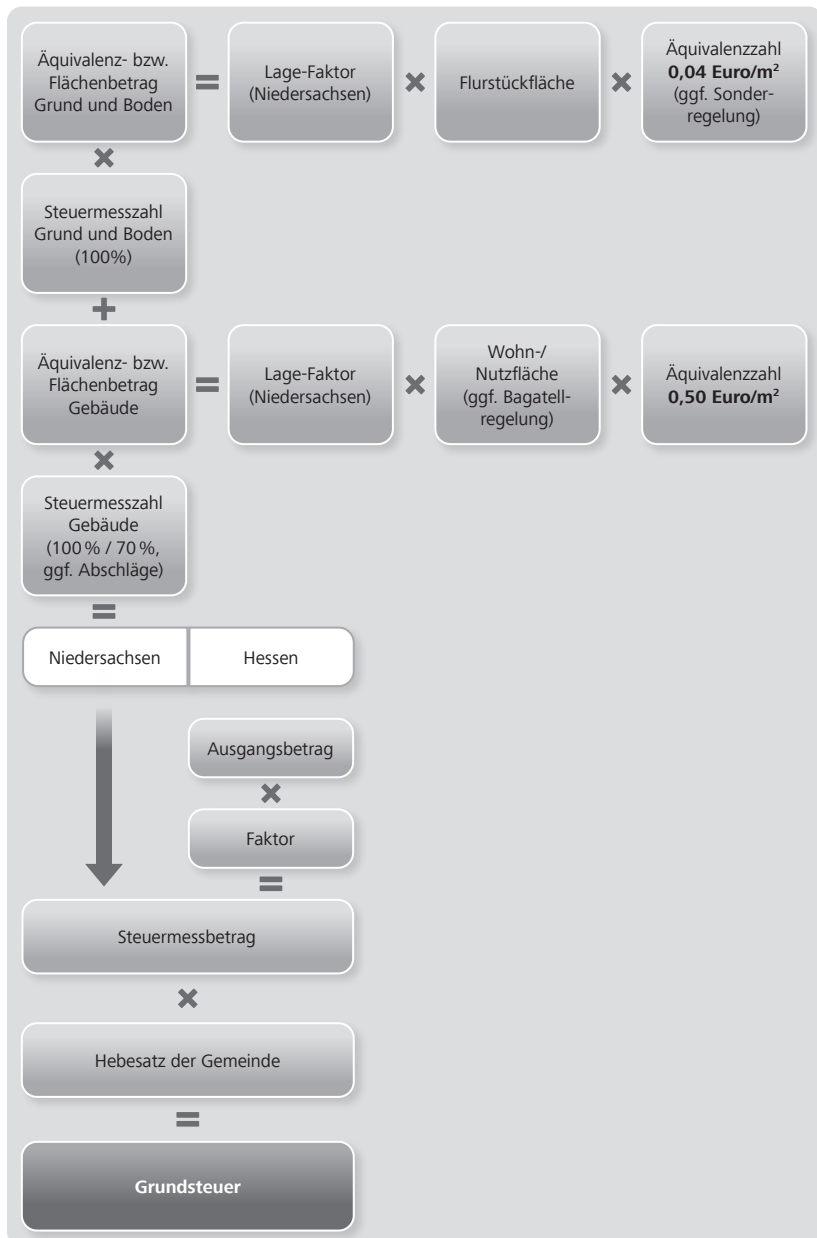 Äquivalenz- bzw.
Flächenbetrag
Grund und Boden
=
Lage-Faktor
(Niedersachsen)
×
Flurstückfläche
×
Äquivalenzzahl
0,04 Euro/m²
(ggf. Sonder-
regelung)
×
Steuermesszahl
Grund und Boden
(100%)
+
Äquivalenz- bzw.
Flächenbetrag
Gebäude
=
Lage-Faktor
(Niedersachsen)
×
Wohn-/
Nutzfläche
(ggf. Bagatell-
regelung)
×
Äquivalenzzahl
0,50 Euro/m²
×
Steuermesszahl
Gebäude
(100 % / 70 %,
ggf. Abschläge)
=
Niedersachsen
Hessen
Ausgangsbetrag
×
Faktor
=
Steuermessbetrag
×
Hebesatz der Gemeinde
=
Grundsteuer